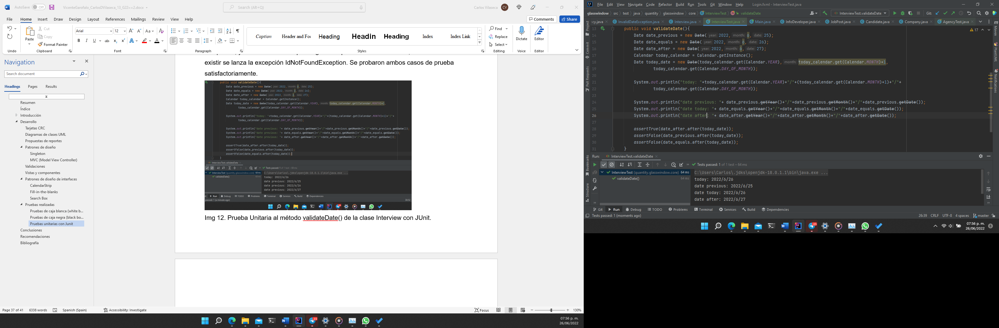 AutoSave Off VicenteGarofalo_CarlosDVilaseca_13_G22==2.docx
Search (Alt+Q)
Carlos Vilaseca CV
File Home Insert Draw Design Layout References Mailings Review View Help
Comments Share
Paste Cut Copy Format Painter
Arial 12
Caption Header and Foo Heading Headin Heading Index Index Link
Find Replace Select
Dictate Editor
Undo Clipboard Font Paragraph Styles Editing Voice Editor
Navigation
Search document
Headings Pages Results
Resumen
Índice
Introducción
Desarrollo
Tarjetas CRC
Diagramas de clases UML
Propuestas de reportes
Patrones de diseño
Singleton
MVC (Model View Controller)
Validaciones
Vistas y componentes
Patrones de diseño de interfaces
CalendarStrip
Fill-in-the-blanks
Search Box
Pruebas realizadas
Pruebas de caja blanca (white b...
Pruebas de caja negra (black bo...
Pruebas unitarias con Junit
Conclusiones
Recomendaciones
Bibliografía
existir se lanza la excepción IdNotFoundException. Se probaron ambos casos de prueba
satisfactoriamente.
public void validateDate(){
Date date_previous = new Date( year: 2022, month: 6, date: 25);
Date date_equals = new Date( year: 2022, month: 6, date: 26);
Date date_after = new Date( year: 2022, month: 6, date: 27);
Calendar today_calendar = Calendar.getInstance();
Date today_date = new Date(today_calendar.get(Calendar.YEAR), month: today_calendar.get(Calendar.MONTH)+1,
today_calendar.get(Calendar.DAY_OF_MONTH));
System.out.println("today: "+today_calendar.get(Calendar.YEAR)+"/"+(today_calendar.get(Calendar.MONTH)+1)+"/"+
today_calendar.get(Calendar.DAY_OF_MONTH));
System.out.println("date previous: "+ date_previous.getYear()+"/"+date_previous.getMonth()+"/"+date_previous.getDate());
System.out.println("date previous: "+ date_equals.getYear()+"/"+date_equals.getMonth()+"/"+date_equals.getDate());
System.out.println("date previous: "+ date_after.getYear()+"/"+date_after.getMonth()+"/"+date_after.getDate());
assertTrue(date_after.after(today_date));
assertFalse(date_previous.after(today_date));
assertFalse(date_equals.after(today_date));
}
InterviewTest.validateDate
Tests passed: 1 of 1 test – 68 ms
InterviewTest (quantity.glasswindow.core) 68 ms
validateDate() 68 ms
C:\Users\Carlos\.jdks\openjdk-18.0.1.1\bin\java.exe ...
today: 2022/6/26
date previous: 2022/6/25
date previous: 2022/6/26
date previous: 2022/6/27
Run Debug TODO Problems Terminal Services Build Dependencies
passed: 1 (a minute ago) 30:52
Img 12. Prueba Unitaria al método validateDate() de la clase Interview con JUnit.
Page 37 of 41 6338 words Spanish (Spain) Accessibility: Investigate Focus 130%
07:56 p. m.
26/06/2022
File Edit View Navigate Code Refactor Build Run Tools Git Window Help Login.fxml - InterviewTest.java
glasswindow src test java quantity glasswindow core InterviewTest validateDate InterviewTest.validateDate Git:
cy.java InvalidDateException.java Interview.java InterviewTest.java Main.java InfoDeveloper.java JobPost.java Candidate.java Company.java AgencyTest.java
Project Commit Pull Requests Bookmarks Structure
Maven PlantUML Notifications
17
13 public void validateDate(){
14 Date date_previous = new Date( year: 2022, month: 6, date: 25);
15 Date date_equals = new Date( year: 2022, month: 6, date: 26);
16 Date date_after = new Date( year: 2022, month: 6, date: 27);
17 Calendar today_calendar = Calendar.getInstance();
18 Date today_date = new Date(today_calendar.get(Calendar.YEAR), month: today_calendar.get(Calendar.MONTH)+1,
19 today_calendar.get(Calendar.DAY_OF_MONTH));
20
21 System.out.println("today: "+today_calendar.get(Calendar.YEAR)+"/"+(today_calendar.get(Calendar.MONTH)+1)+"/"+
22 today_calendar.get(Calendar.DAY_OF_MONTH));
23
24 System.out.println("date previous: "+ date_previous.getYear()+"/"+date_previous.getMonth()+"/"+date_previous.getDate());
25 System.out.println("date today: "+ date_equals.getYear()+"/"+date_equals.getMonth()+"/"+date_equals.getDate());
26 System.out.println("date after: "+ date_after.getYear()+"/"+date_after.getMonth()+"/"+date_after.getDate());
27
28 assertTrue(date_after.after(today_date));
29 assertFalse(date_previous.after(today_date));
30 assertFalse(date_equals.after(today_date));
31 }
Run: InterviewTest.validateDate
Tests passed: 1 of 1 test – 64 ms
InterviewTest (quantity.glasswindow.core) 64 ms
validateDate() 64 ms
C:\Users\Carlos\.jdks\openjdk-18.0.1.1\bin\java.exe ...
today: 2022/6/26
date previous: 2022/6/25
date today: 2022/6/26
date after: 2022/6/27
Git Run Debug TODO Problems Terminal Services Build Dependencies
Tests passed: 1 (moments ago) 26:39 CRLF UTF-8 4 spaces master
07:56 p. m.
26/06/2022
8